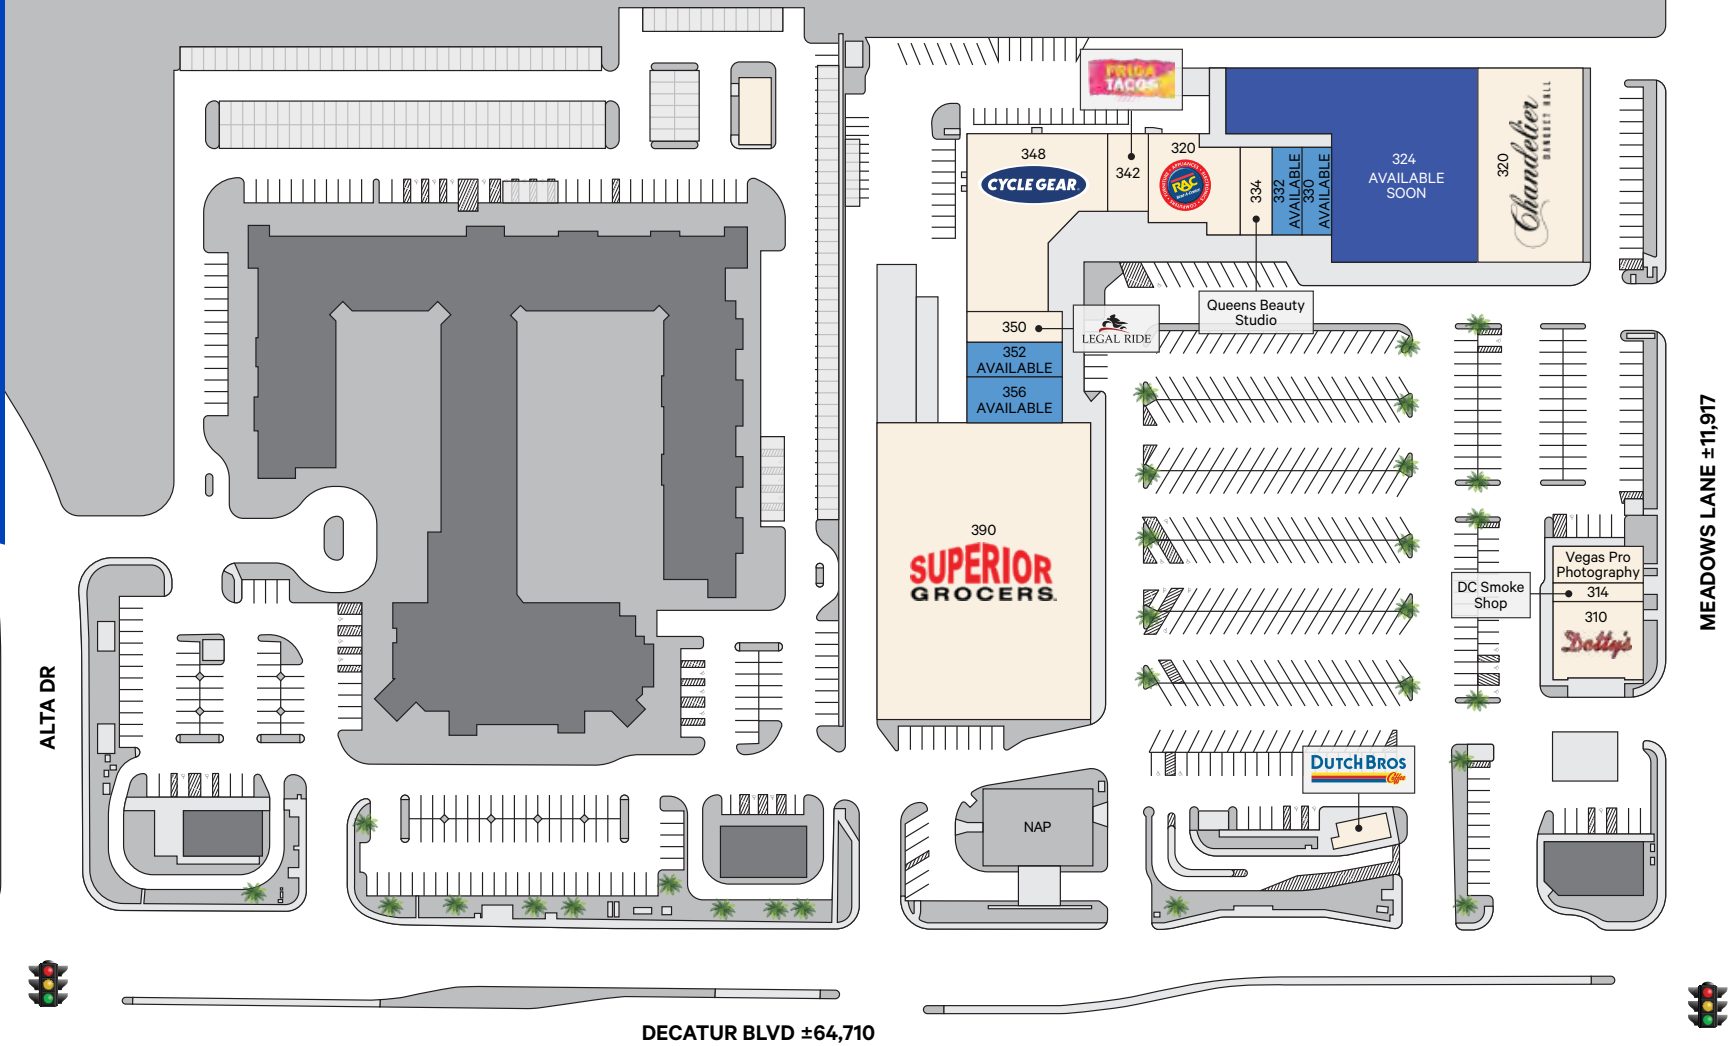 FRIDA
TACOS
348
CYCLE GEAR
342
320
RAC
334
332
AVAILABLE
330
AVAILABLE
324
AVAILABLE
SOON
320
Chandelier
BANQUET HALL
Queens Beauty
Studio
350
LEGAL RIDE
352
AVAILABLE
356
AVAILABLE
390
SUPERIOR
GROCERS
Vegas Pro
Photography
DC Smoke
Shop
314
310
Dotty's
DUTCH BROS
Coffee
NAP
ALTA DR
MEADOWS LANE ±11,917
DECATUR BLVD ±64,710